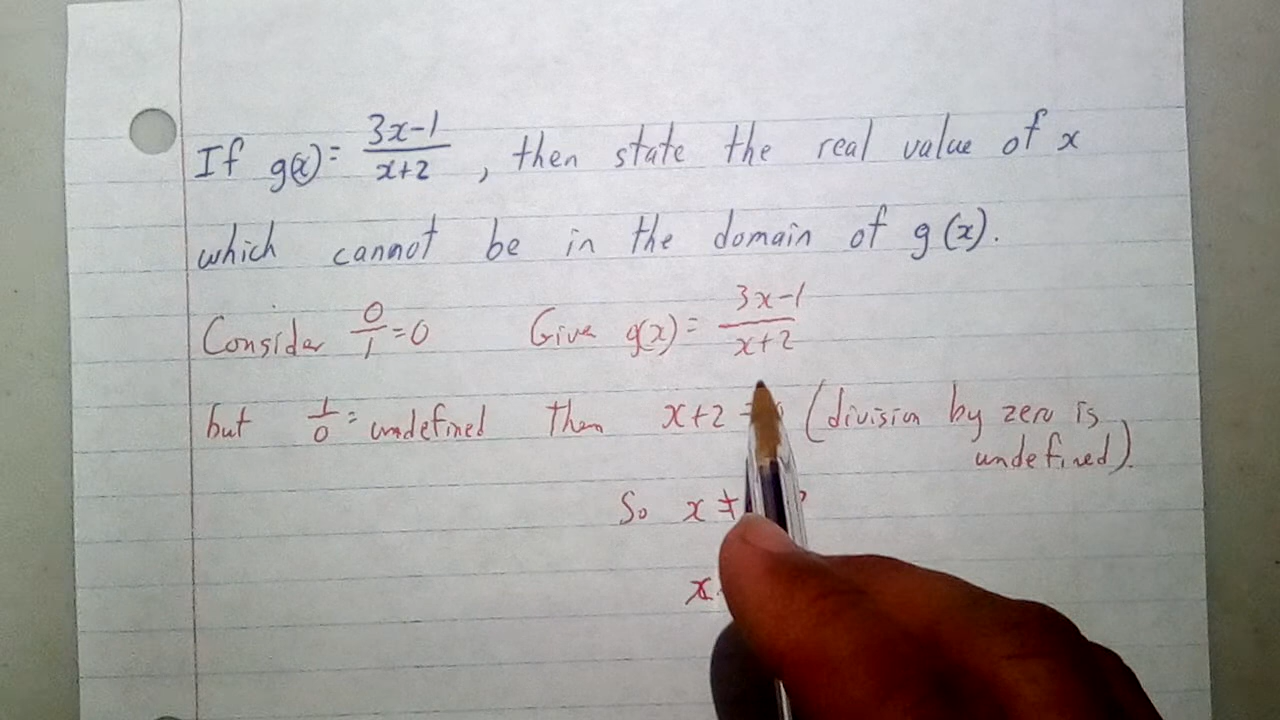 If g(x) = 3x-1/x+2 , then state the real value of x
which cannot be in the domain of g(x).
Consider 0/1 = 0 Give g(x) = 3x-1/x+2
but 1/0 = undefined then x+2 (division by zero is
undefined).
So x ≠
x